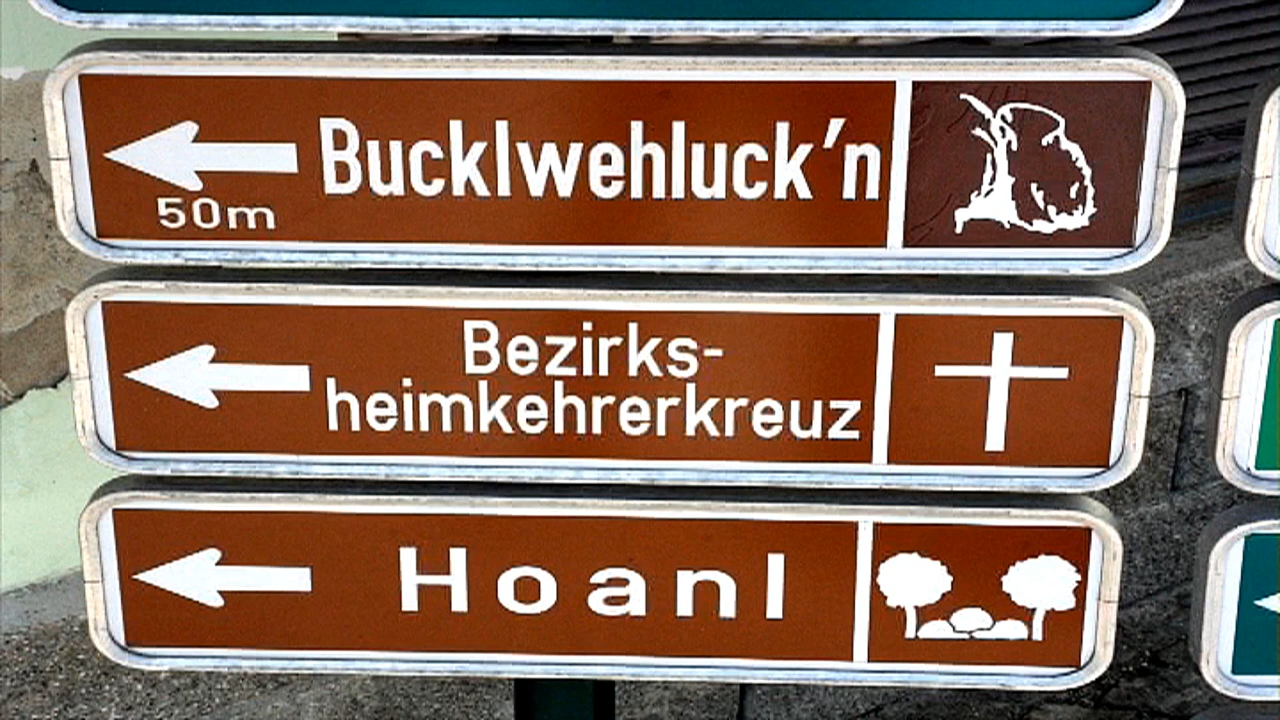 Bucklwehluck'n
50m
Bezirks-
heimkehrerkreuz
Hoanl